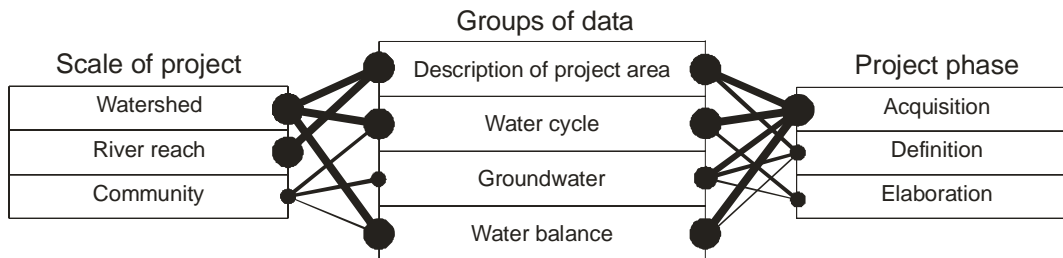 Groups of data
Scale of project
Project phase
Description of project area
Watershed
Acquisition
Water cycle
River reach
Definition
Groundwater
Community
Elaboration
Water balance